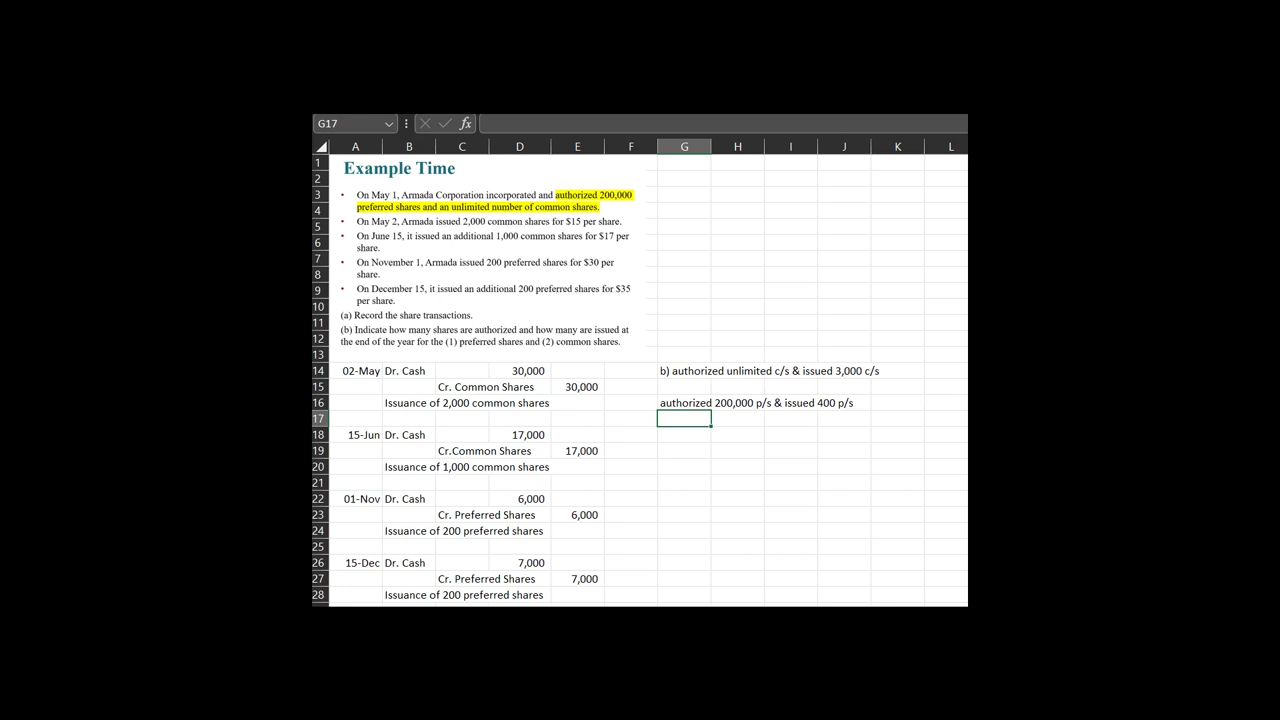 G17 fx
A B C D E F G H I J K L
1 Example Time
2
3 • On May 1, Armada Corporation incorporated and authorized 200,000
4 preferred shares and an unlimited number of common shares.
5 • On May 2, Armada issued 2,000 common shares for $15 per share.
6 • On June 15, it issued an additional 1,000 common shares for $17 per
share.
7 • On November 1, Armada issued 200 preferred shares for $30 per
8 share.
9 • On December 15, it issued an additional 200 preferred shares for $35
10 per share.
11 (a) Record the share transactions.
12 (b) Indicate how many shares are authorized and how many are issued at
the end of the year for the (1) preferred shares and (2) common shares.
13
14 02-May Dr. Cash 30,000 b) authorized unlimited c/s & issued 3,000 c/s
15 Cr. Common Shares 30,000
16 Issuance of 2,000 common shares authorized 200,000 p/s & issued 400 p/s
17
18 15-Jun Dr. Cash 17,000
19 Cr.Common Shares 17,000
20 Issuance of 1,000 common shares
21
22 01-Nov Dr. Cash 6,000
23 Cr. Preferred Shares 6,000
24 Issuance of 200 preferred shares
25
26 15-Dec Dr. Cash 7,000
27 Cr. Preferred Shares 7,000
28 Issuance of 200 preferred shares